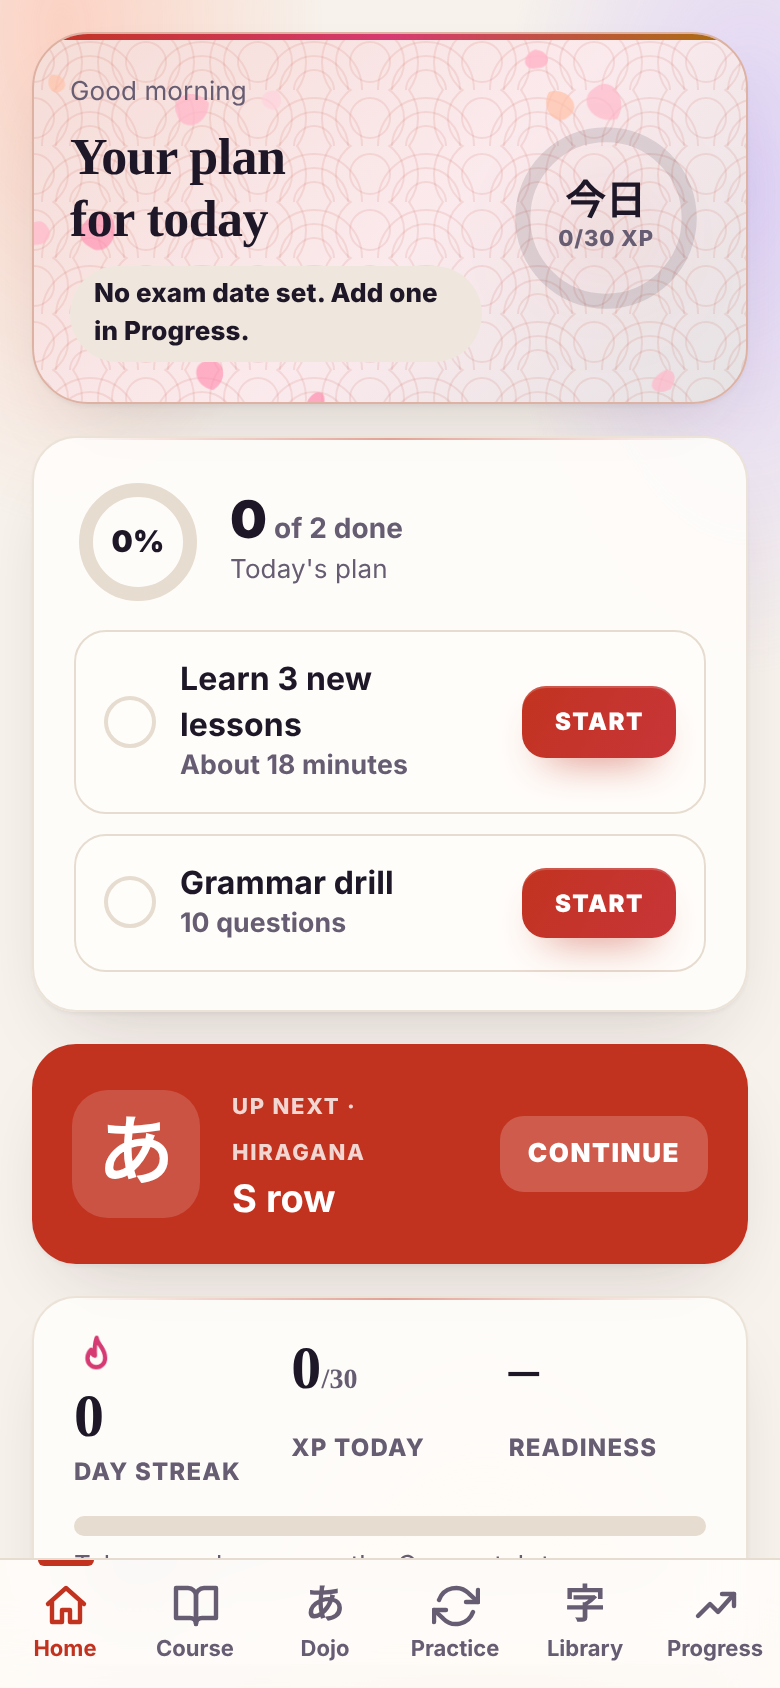 Good morning
Your plan
for today
今日
0/30 XP
No exam date set. Add one
in Progress.
0%
0 of 2 done
Today's plan
Learn 3 new
lessons
About 18 minutes
START
Grammar drill
10 questions
START
あ
UP NEXT ·
HIRAGANA
S row
CONTINUE
0
DAY STREAK
0/30
XP TODAY
–
READINESS
Home
あ
字
Course
Dojo
Practice
Library
Progress